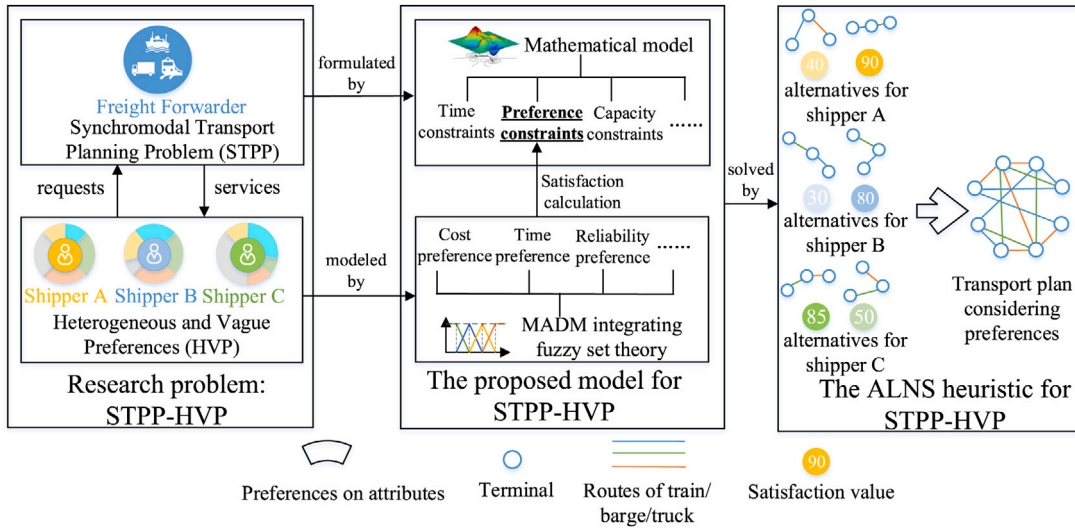 Freight Forwarder
Synchromodal Transport
Planning Problem (STPP)
requests
services
Shipper A
Shipper B
Shipper C
Heterogeneous and Vague
Preferences (HVP)
Research problem:
STPP-HVP
formulated
by
modeled
by
Mathematical model
Time
constraints
Preference
constraints
Capacity
constraints
......
Satisfaction
calculation
Cost
preference
Time
preference
Reliability
preference
......
MADM integrating
fuzzy set theory
The proposed model for
STPP-HVP
solved
by
40
90
alternatives for
shipper A
30
80
alternatives for
shipper B
85
50
alternatives for
shipper C
Transport plan
considering
preferences
The ALNS heuristic for
STPP-HVP
Preferences on attributes
Terminal
Routes of train/
barge/truck
90
Satisfaction value